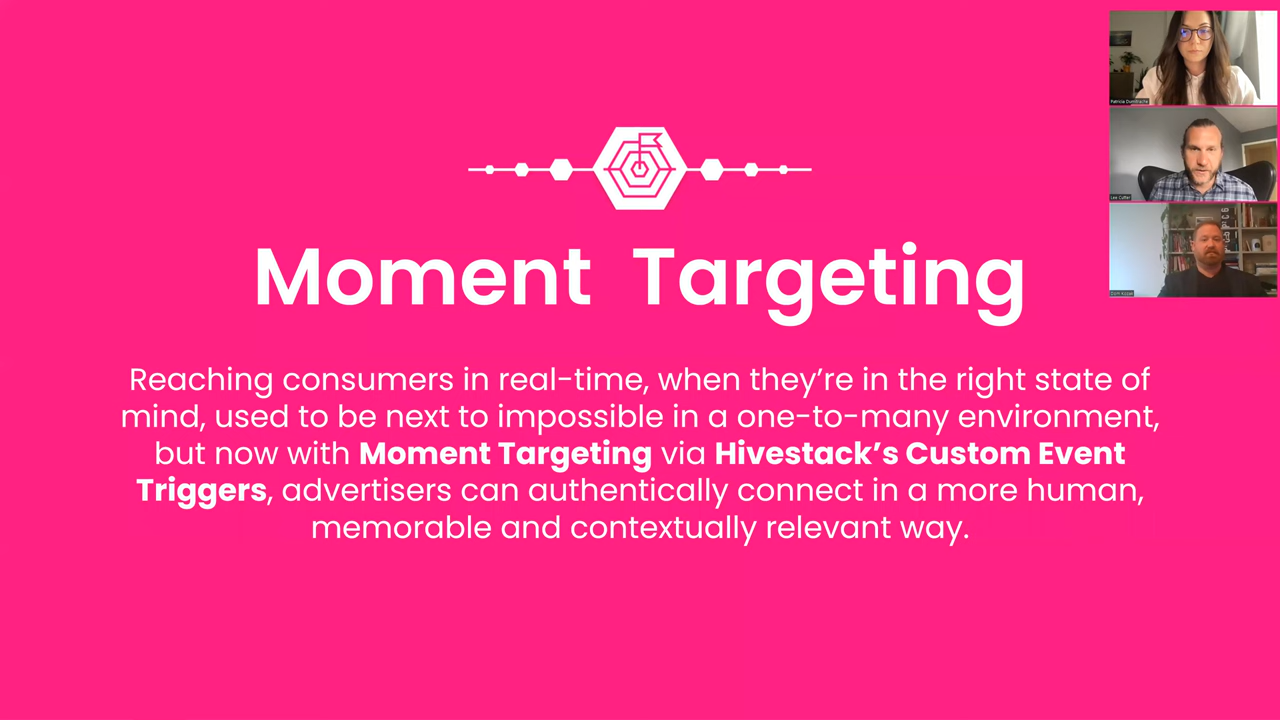 Moment Targeting
Reaching consumers in real-time, when they're in the right state of
mind, used to be next to impossible in a one-to-many environment,
but now with Moment Targeting via Hivestack's Custom Event
Triggers, advertisers can authentically connect in a more human,
memorable and contextually relevant way.
Patricia Dumitrache